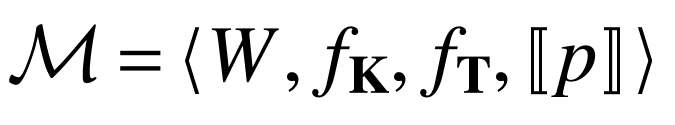 ℳ = ⟨W, f_𝐊, f_𝐓, ⟦p⟧⟩